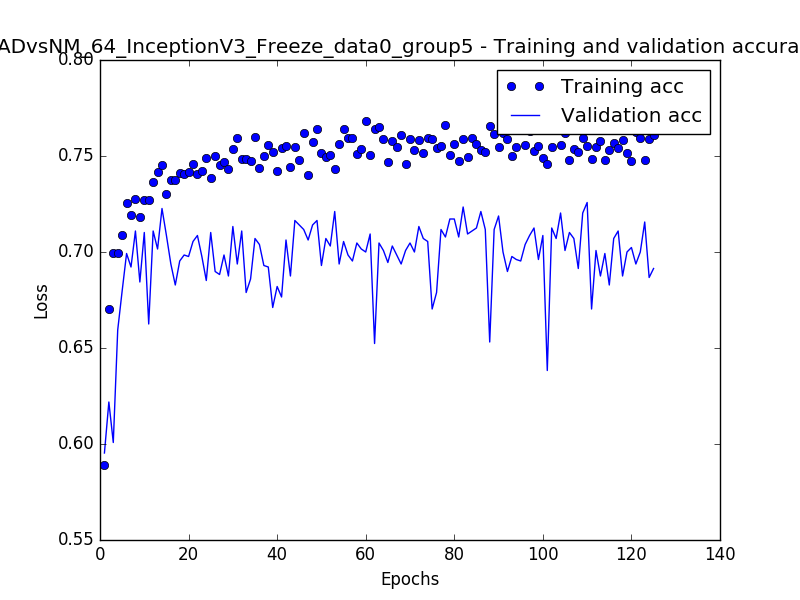 ADvsNM_64_InceptionV3_Freeze_data0_group5 - Training and validation accura
Training acc
Validation acc
0.80
0.75
0.70
0.65
0.60
0.55
Loss
0 20 40 60 80 100 120 140
Epochs